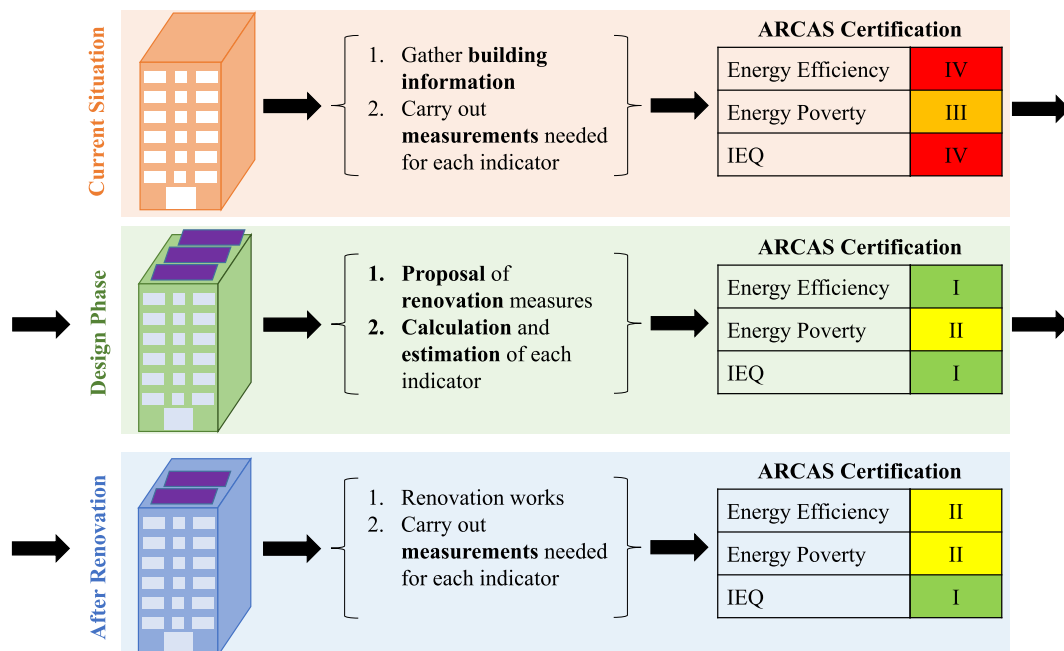 Current Situation
1. Gather building
information
2. Carry out
measurements needed
for each indicator
ARCAS Certification
Energy Efficiency IV
Energy Poverty III
IEQ IV
Design Phase
1. Proposal of
renovation measures
2. Calculation and
estimation of each
indicator
ARCAS Certification
Energy Efficiency I
Energy Poverty II
IEQ I
After Renovation
1. Renovation works
2. Carry out
measurements needed
for each indicator
ARCAS Certification
Energy Efficiency II
Energy Poverty II
IEQ I